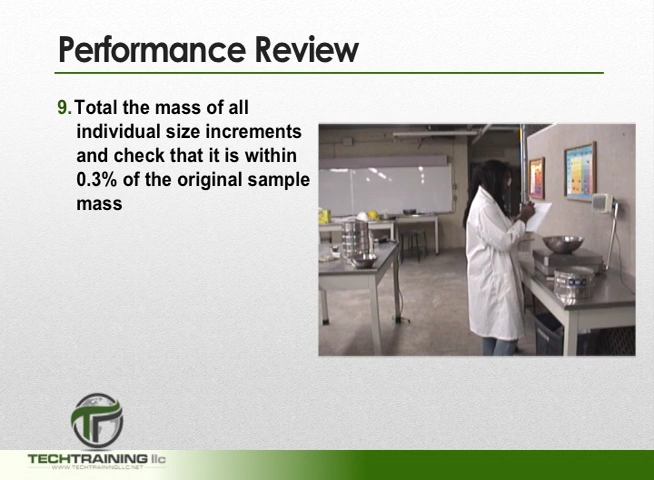 Performance Review
9. Total the mass of all
individual size increments
and check that it is within
0.3% of the original sample
mass
TECHTRAINING llc
WWW.TECHTRAININGLLC.NET